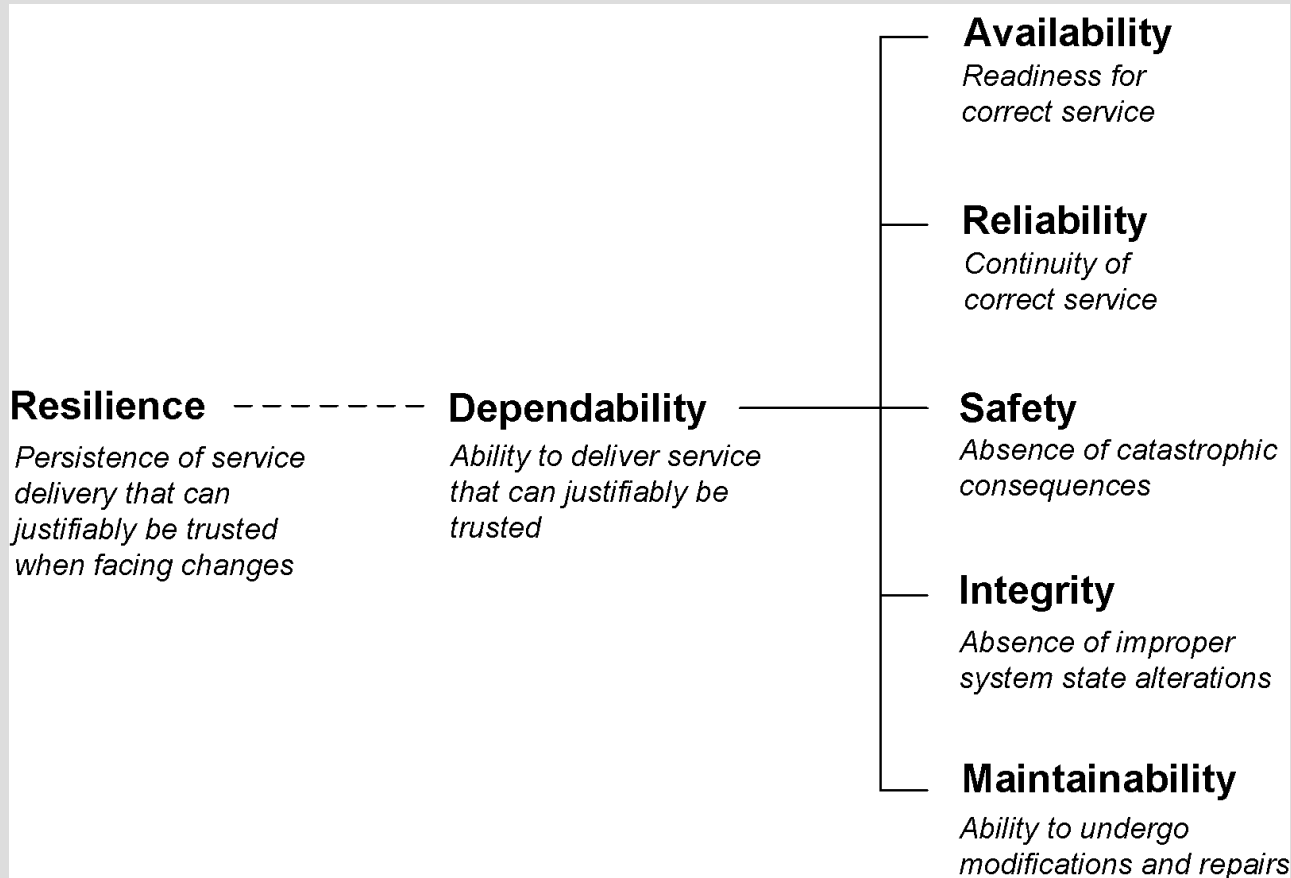 Availability
Readiness for
correct service
Reliability
Continuity of
correct service
Resilience
Persistence of service
delivery that can
justifiably be trusted
when facing changes
Dependability
Ability to deliver service
that can justifiably be
trusted
Safety
Absence of catastrophic
consequences
Integrity
Absence of improper
system state alterations
Maintainability
Ability to undergo
modifications and repairs